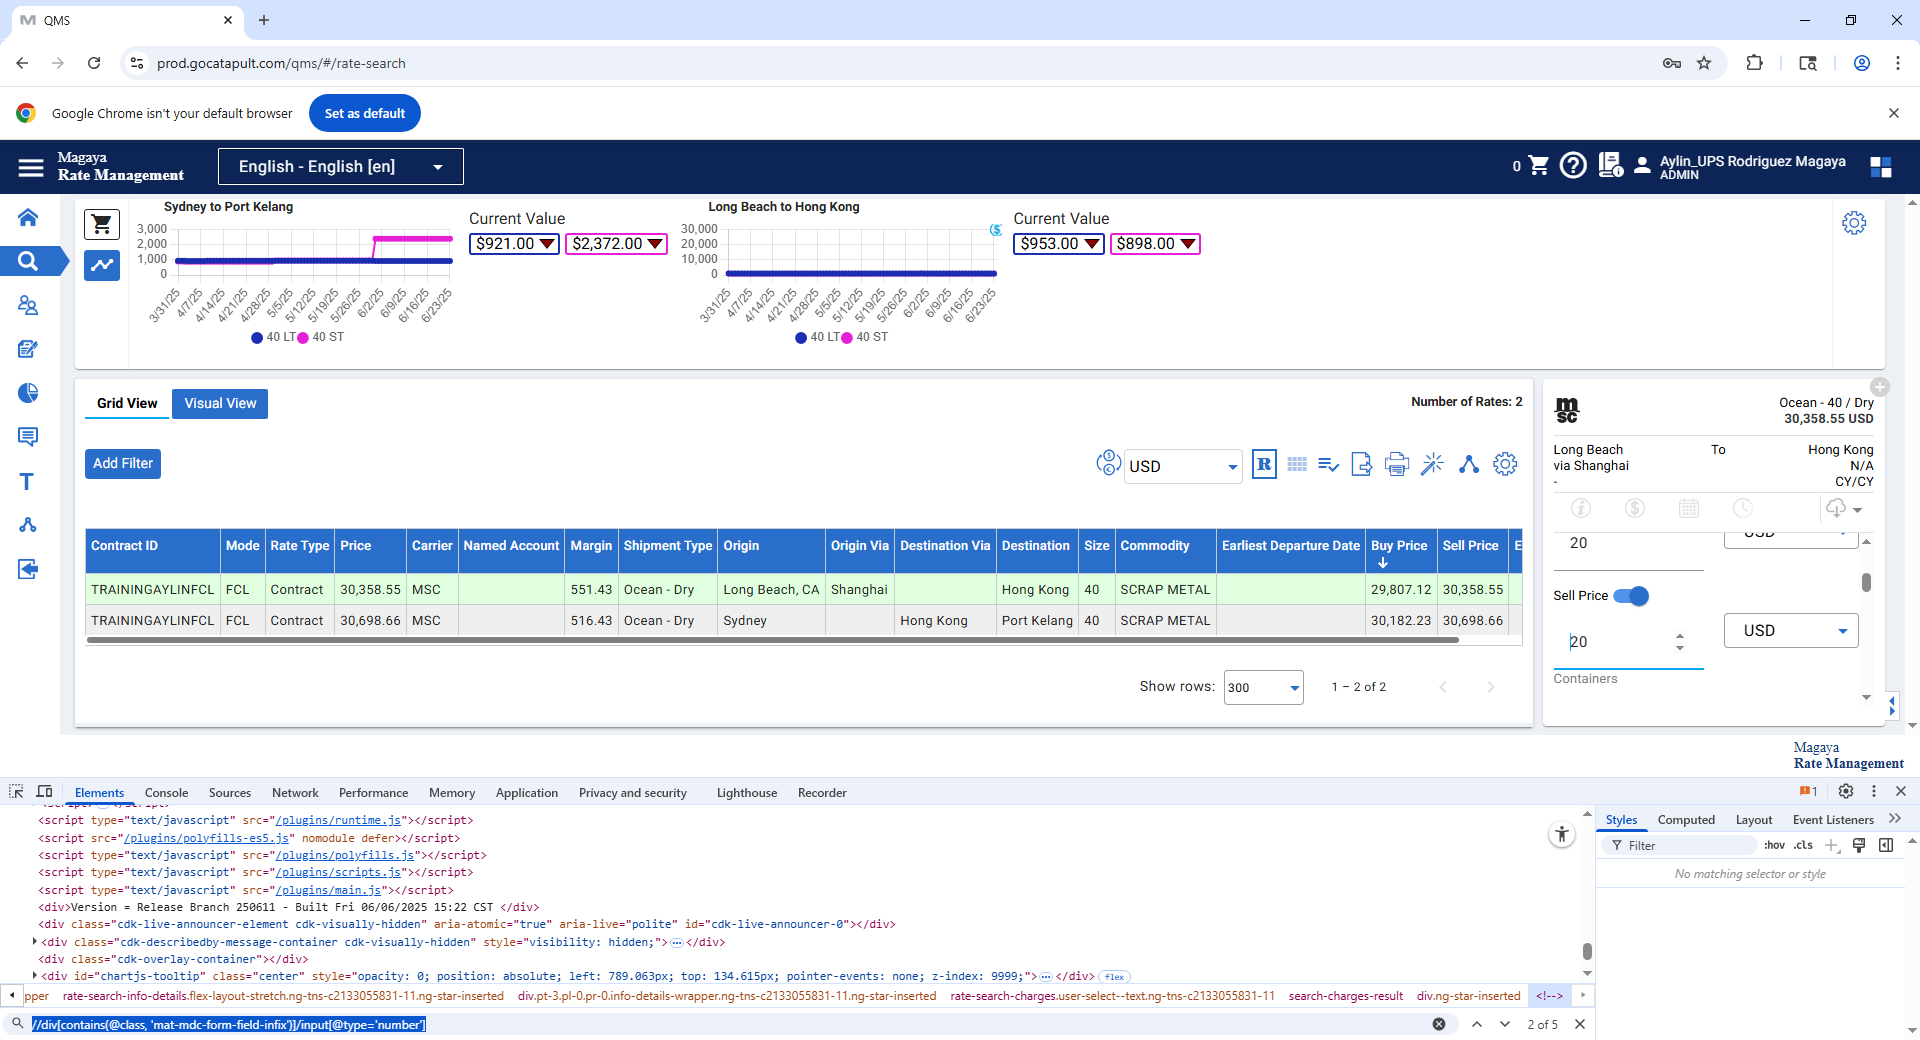 QMS
prod.gocatapult.com/qms/#/rate-search
Google Chrome isn't your default browser
Set as default
Magaya
Rate Management
English - English [en]
0
Aylin_UPS Rodriguez Magaya
ADMIN
Sydney to Port Kelang
3,000
2,000
1,000
0
3/31/25
4/7/25
4/14/25
4/21/25
4/28/25
5/5/25
5/12/25
5/19/25
5/26/25
6/2/25
6/9/25
6/16/25
6/23/25
40 LT
40 ST
Current Value
$921.00
$2,372.00
Long Beach to Hong Kong
30,000
20,000
10,000
0
3/31/25
4/7/25
4/14/25
4/21/25
4/28/25
5/5/25
5/12/25
5/19/25
5/26/25
6/2/25
6/9/25
6/16/25
6/23/25
40 LT
40 ST
Current Value
$953.00
$898.00
Grid View
Visual View
Number of Rates: 2
Add Filter
USD
R
Contract ID Mode Rate Type Price Carrier Named Account Margin Shipment Type Origin Origin Via Destination Via Destination Size Commodity Earliest Departure Date Buy Price Sell Price E
TRAININGAYLINFCL FCL Contract 30,358.55 MSC 551.43 Ocean - Dry Long Beach, CA Shanghai Hong Kong 40 SCRAP METAL 29,807.12 30,358.55
TRAININGAYLINFCL FCL Contract 30,698.66 MSC 516.43 Ocean - Dry Sydney Hong Kong Port Kelang 40 SCRAP METAL 30,182.23 30,698.66
Show rows: 300 1 – 2 of 2
msc
Ocean - 40 / Dry
30,358.55 USD
Long Beach To Hong Kong
via Shanghai N/A
- CY/CY
20
USD
Sell Price
20
USD
Containers
Magaya
Rate Management
Elements Console Sources Network Performance Memory Application Privacy and security Lighthouse Recorder
1
<script type="text/javascript" src="/plugins/runtime.js"></script>
<script src="/plugins/polyfills-es5.js" nomodule defer></script>
<script type="text/javascript" src="/plugins/polyfills.js"></script>
<script type="text/javascript" src="/plugins/scripts.js"></script>
<script type="text/javascript" src="/plugins/main.js"></script>
<div>Version = Release Branch 250611 - Built Fri 06/06/2025 15:22 CST </div>
<div class="cdk-live-announcer-element cdk-visually-hidden" aria-atomic="true" aria-live="polite" id="cdk-live-announcer-0"></div>
<div class="cdk-describedby-message-container cdk-visually-hidden" style="visibility: hidden;">…</div>
<div class="cdk-overlay-container"></div>
<div id="chartjs-tooltip" class="center" style="opacity: 0; position: absolute; left: 789.063px; top: 134.615px; pointer-events: none; z-index: 9999;">…</div> flex
pper rate-search-info-details.flex-layout-stretch.ng-tns-c2133055831-11.ng-star-inserted div.pt-3.pl-0.pr-0.info-details-wrapper.ng-tns-c2133055831-11.ng-star-inserted rate-search-charges.user-select--text.ng-tns-c2133055831-11 search-charges-result div.ng-star-inserted <!-->
//div[contains(@class, 'mat-mdc-form-field-infix')]/input[@type='number']
2 of 5
Styles Computed Layout Event Listeners
Filter
:hov .cls
No matching selector or style